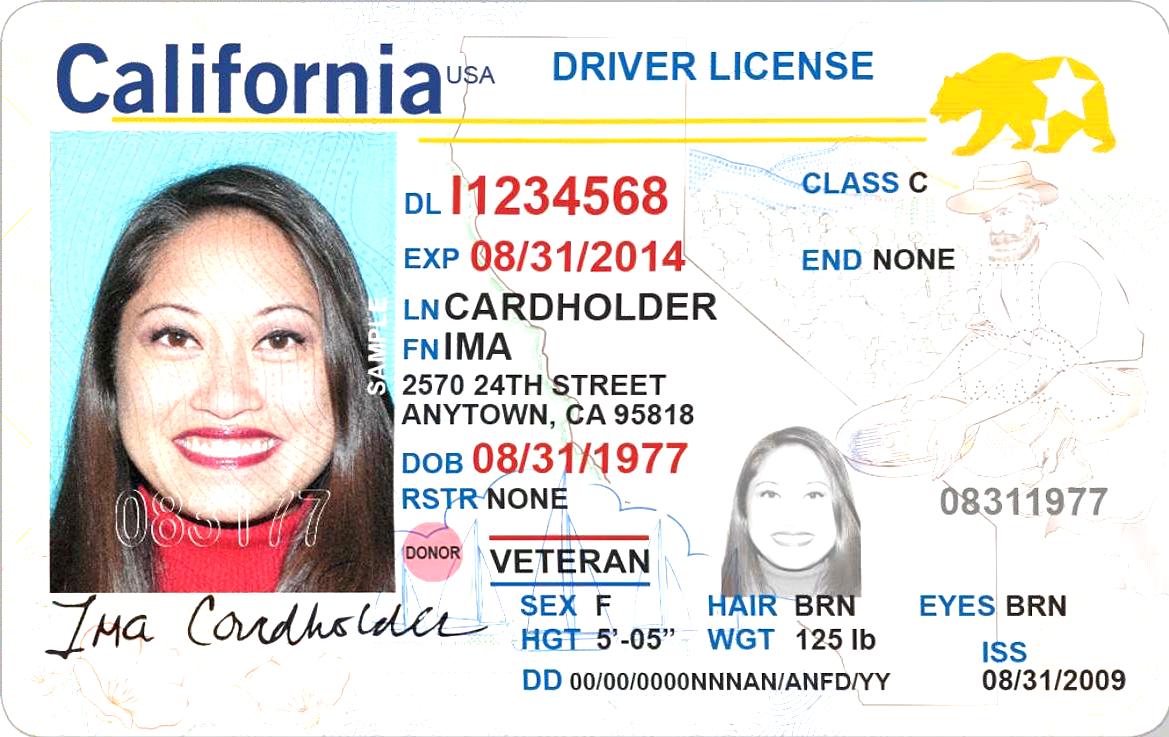 California USA DRIVER LICENSE
DL I1234568
CLASS C
EXP 08/31/2014
END NONE
LN CARDHOLDER
FN IMA
SAMPLE
2570 24TH STREET
ANYTOWN, CA 95818
DOB 08/31/1977
RSTR NONE
08311977
083177
DONOR
VETERAN
SEX F HAIR BRN EYES BRN
HGT 5'-05" WGT 125 lb
ISS
DD 00/00/0000NNNAN/ANFD/YY 08/31/2009
Ima Cardholder